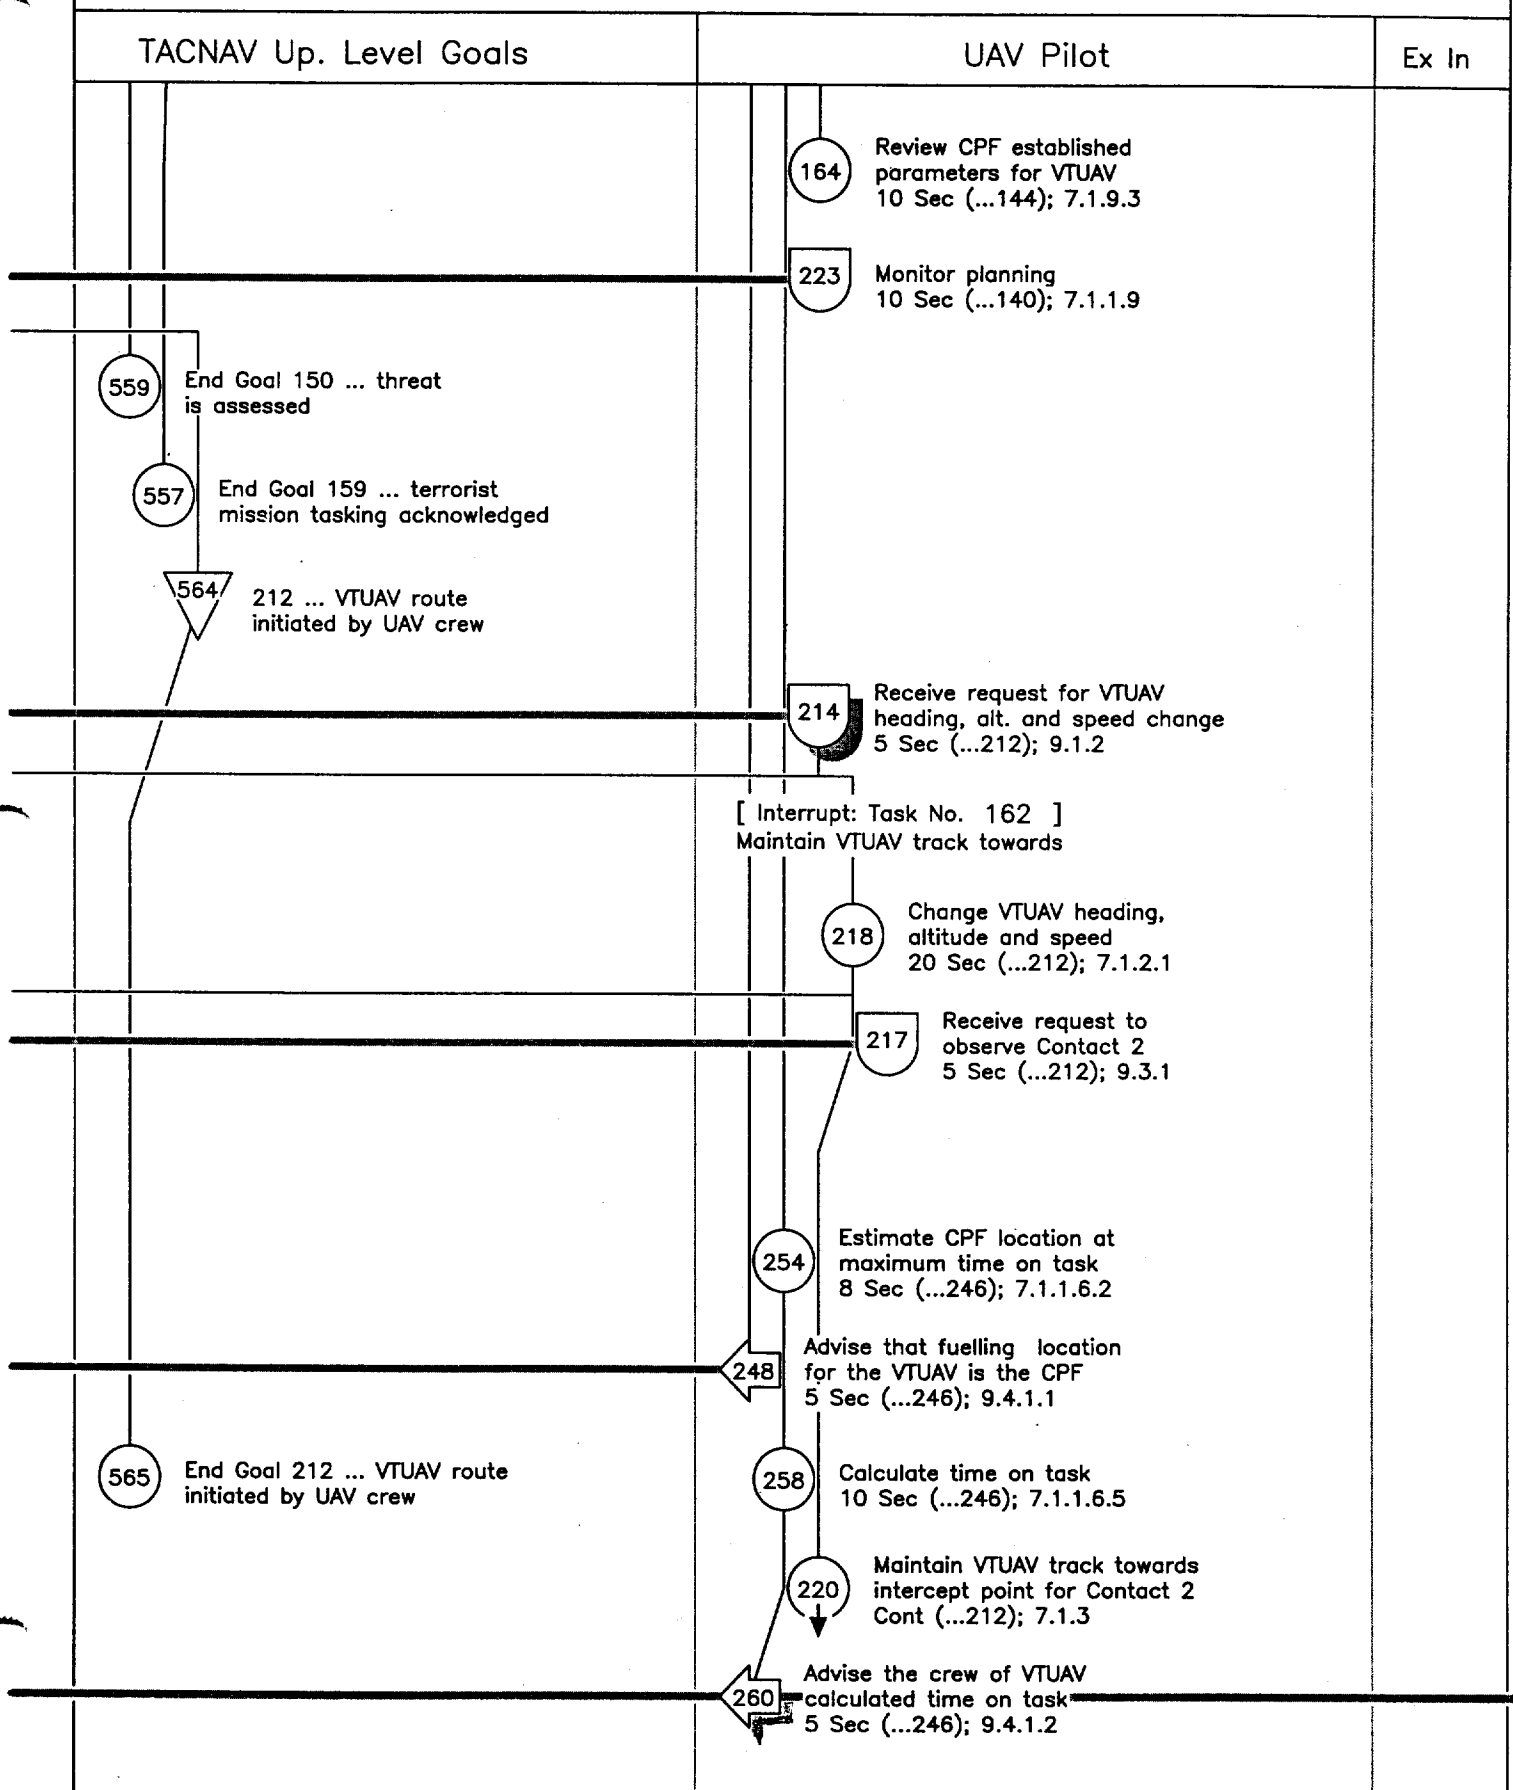 TACNAV Up. Level Goals
UAV Pilot
Ex In
164
Review CPF established
parameters for VTUAV
10 Sec (...144); 7.1.9.3
223
Monitor planning
10 Sec (...140); 7.1.1.9
559
End Goal 150 ... threat
is assessed
557
End Goal 159 ... terrorist
mission tasking acknowledged
564
212 ... VTUAV route
initiated by UAV crew
214
Receive request for VTUAV
heading, alt. and speed change
5 Sec (...212); 9.1.2
[ Interrupt: Task No. 162 ]
Maintain VTUAV track towards
218
Change VTUAV heading,
altitude and speed
20 Sec (...212); 7.1.2.1
217
Receive request to
observe Contact 2
5 Sec (...212); 9.3.1
254
Estimate CPF location at
maximum time on task
8 Sec (...246); 7.1.1.6.2
248
Advise that fuelling location
for the VTUAV is the CPF
5 Sec (...246); 9.4.1.1
565
End Goal 212 ... VTUAV route
initiated by UAV crew
258
Calculate time on task
10 Sec (...246); 7.1.1.6.5
220
Maintain VTUAV track towards
intercept point for Contact 2
Cont (...212); 7.1.3
260
Advise the crew of VTUAV
calculated time on task
5 Sec (...246); 9.4.1.2